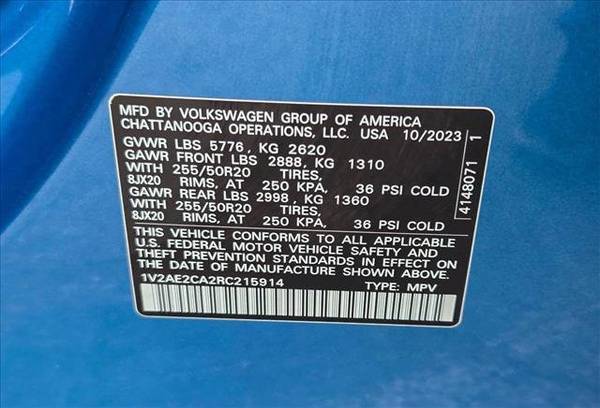 MFD BY VOLKSWAGEN GROUP OF AMERICA
CHATTANOOGA OPERATIONS, LLC. USA 10/2023
GVWR LBS 5776, KG 2620
GAWR FRONT LBS 2888, KG 1310
WITH 255/50R20 TIRES,
8JX20 RIMS, AT 250 KPA, 36 PSI COLD
GAWR REAR LBS 2998, KG 1360
WITH 255/50R20 TIRES,
8JX20 RIMS, AT 250 KPA, 36 PSI COLD
THIS VEHICLE CONFORMS TO ALL APPLICABLE
U.S. FEDERAL MOTOR VEHICLE SAFETY AND
THEFT PREVENTION STANDARDS IN EFFECT ON
THE DATE OF MANUFACTURE SHOWN ABOVE.
1V2AE2CA2RC215914 TYPE: MPV
4148071 1